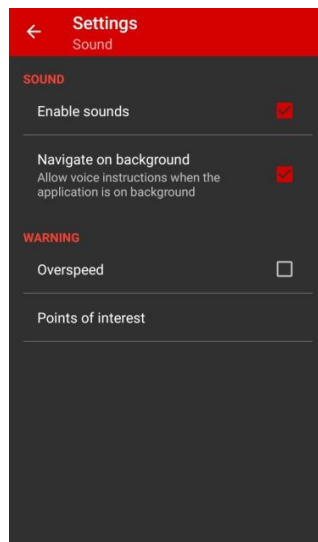 Settings
Sound
SOUND
Enable sounds
Navigate on background
Allow voice instructions when the
application is on background
WARNING
Overspeed
Points of interest